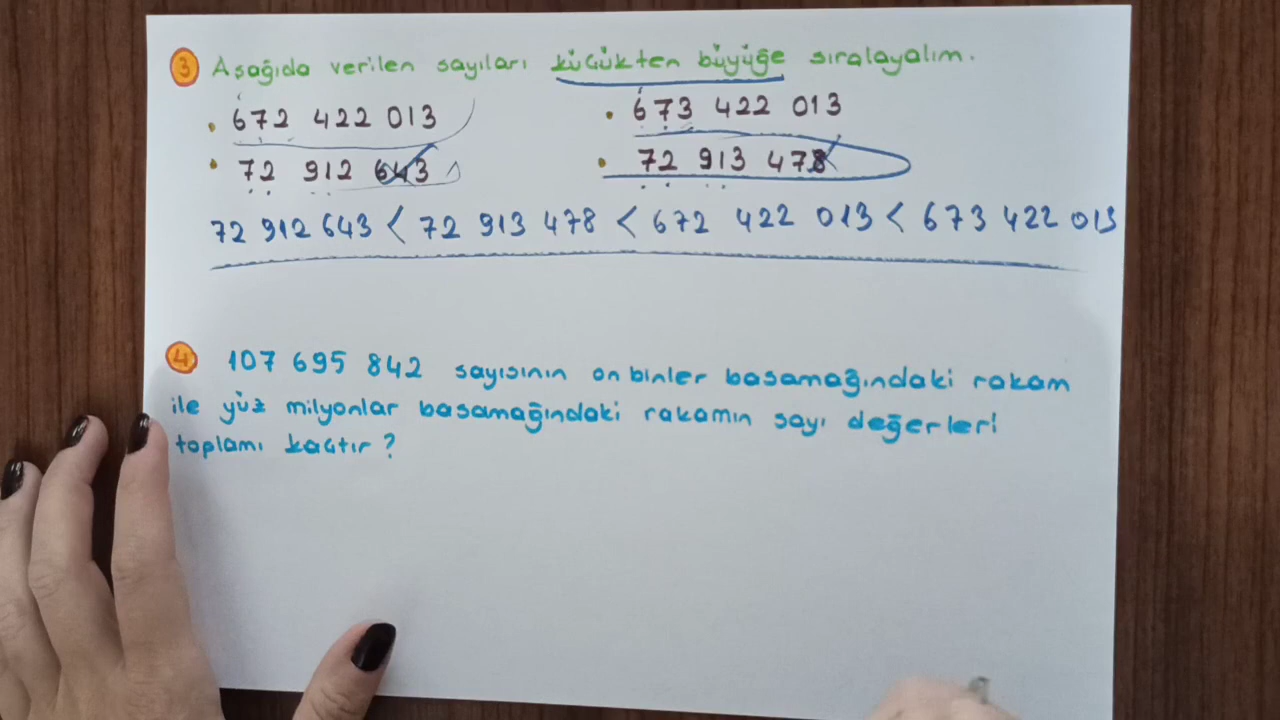 3 Aşağıda verilen sayıları küçükten büyüğe sıralayalım.
• 672 422 013 • 673 422 013
• 72 912 643 • 72 913 478
72 912 643 < 72 913 478 < 672 422 013 < 673 422 013
4 107 695 842 sayısının on binler basamağındaki rakam
ile yüz milyonlar basamağındaki rakamın sayı değerleri
toplamı kaçtır?